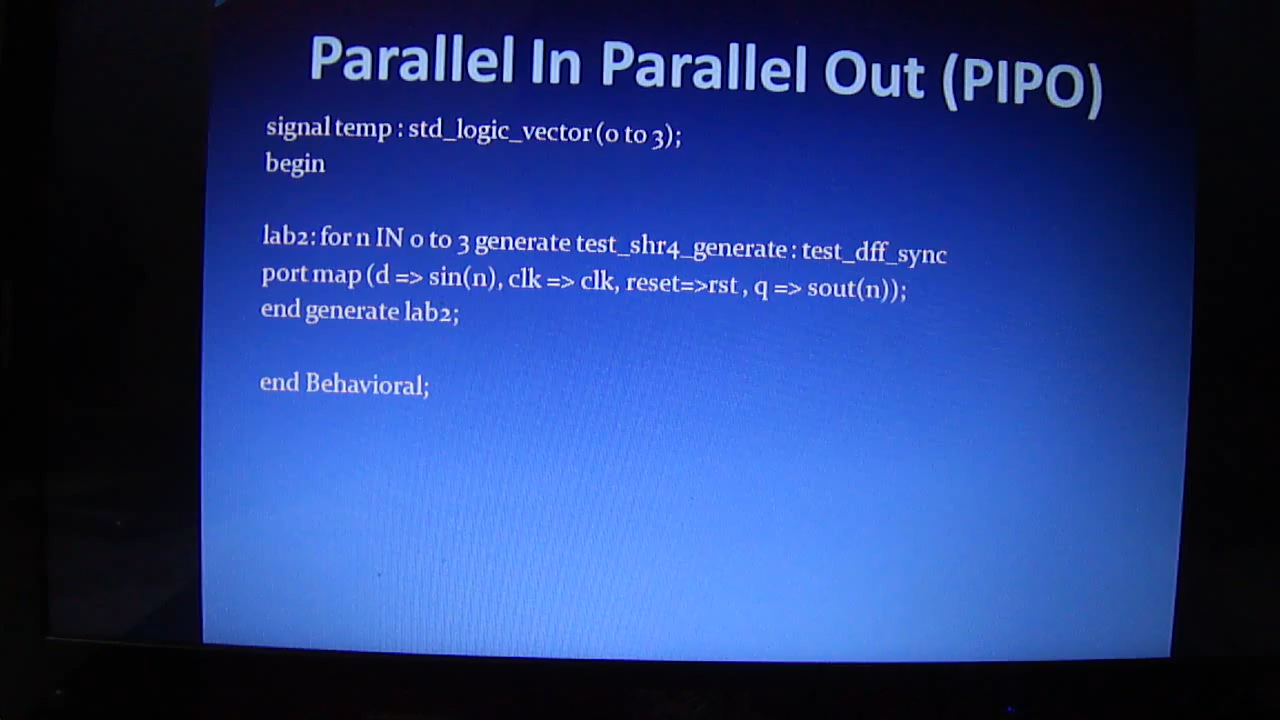 Parallel In Parallel Out (PIPO)
signal temp : std_logic_vector (0 to 3);
begin
lab2: for n IN 0 to 3 generate test_shr4_generate : test_dff_sync
port map (d => sin(n), clk => clk, reset=>rst , q => sout(n));
end generate lab2;
end Behavioral;